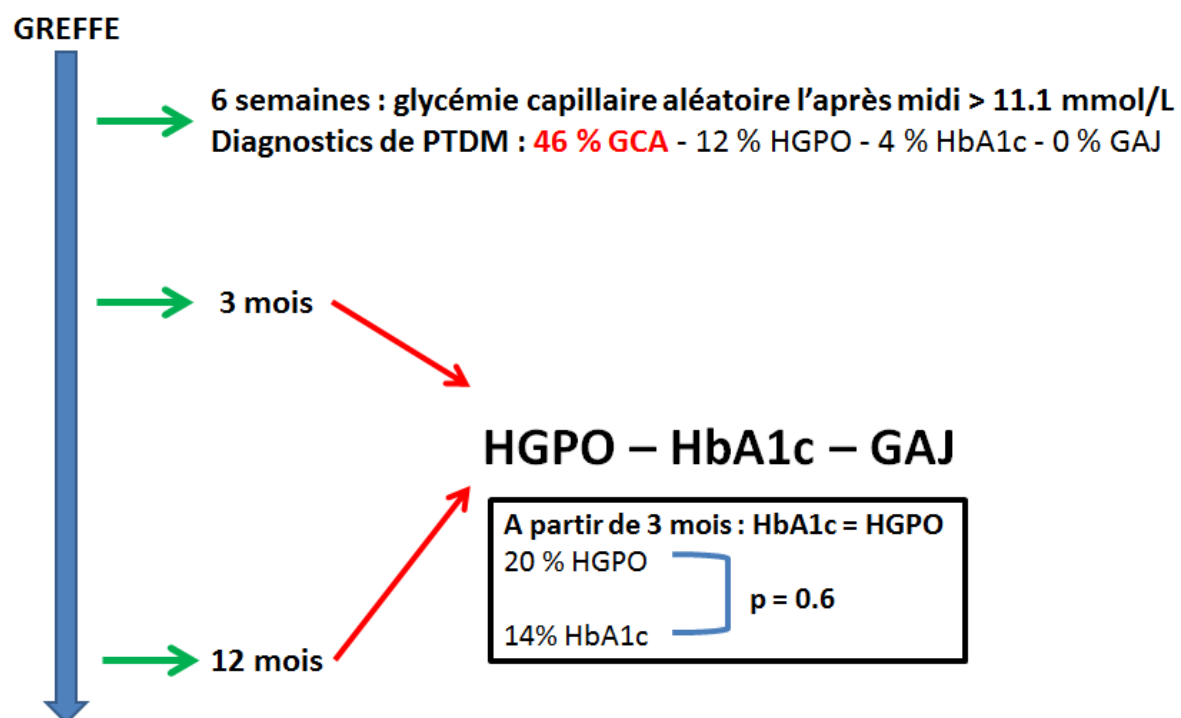 GREFFE
6 semaines : glycémie capillaire aléatoire l'après midi > 11.1 mmol/L
Diagnostics de PTDM : 46 % GCA - 12 % HGPO - 4 % HbA1c - 0 % GAJ
3 mois
HGPO – HbA1c – GAJ
A partir de 3 mois : HbA1c = HGPO
20 % HGPO
p = 0.6
14% HbA1c
12 mois